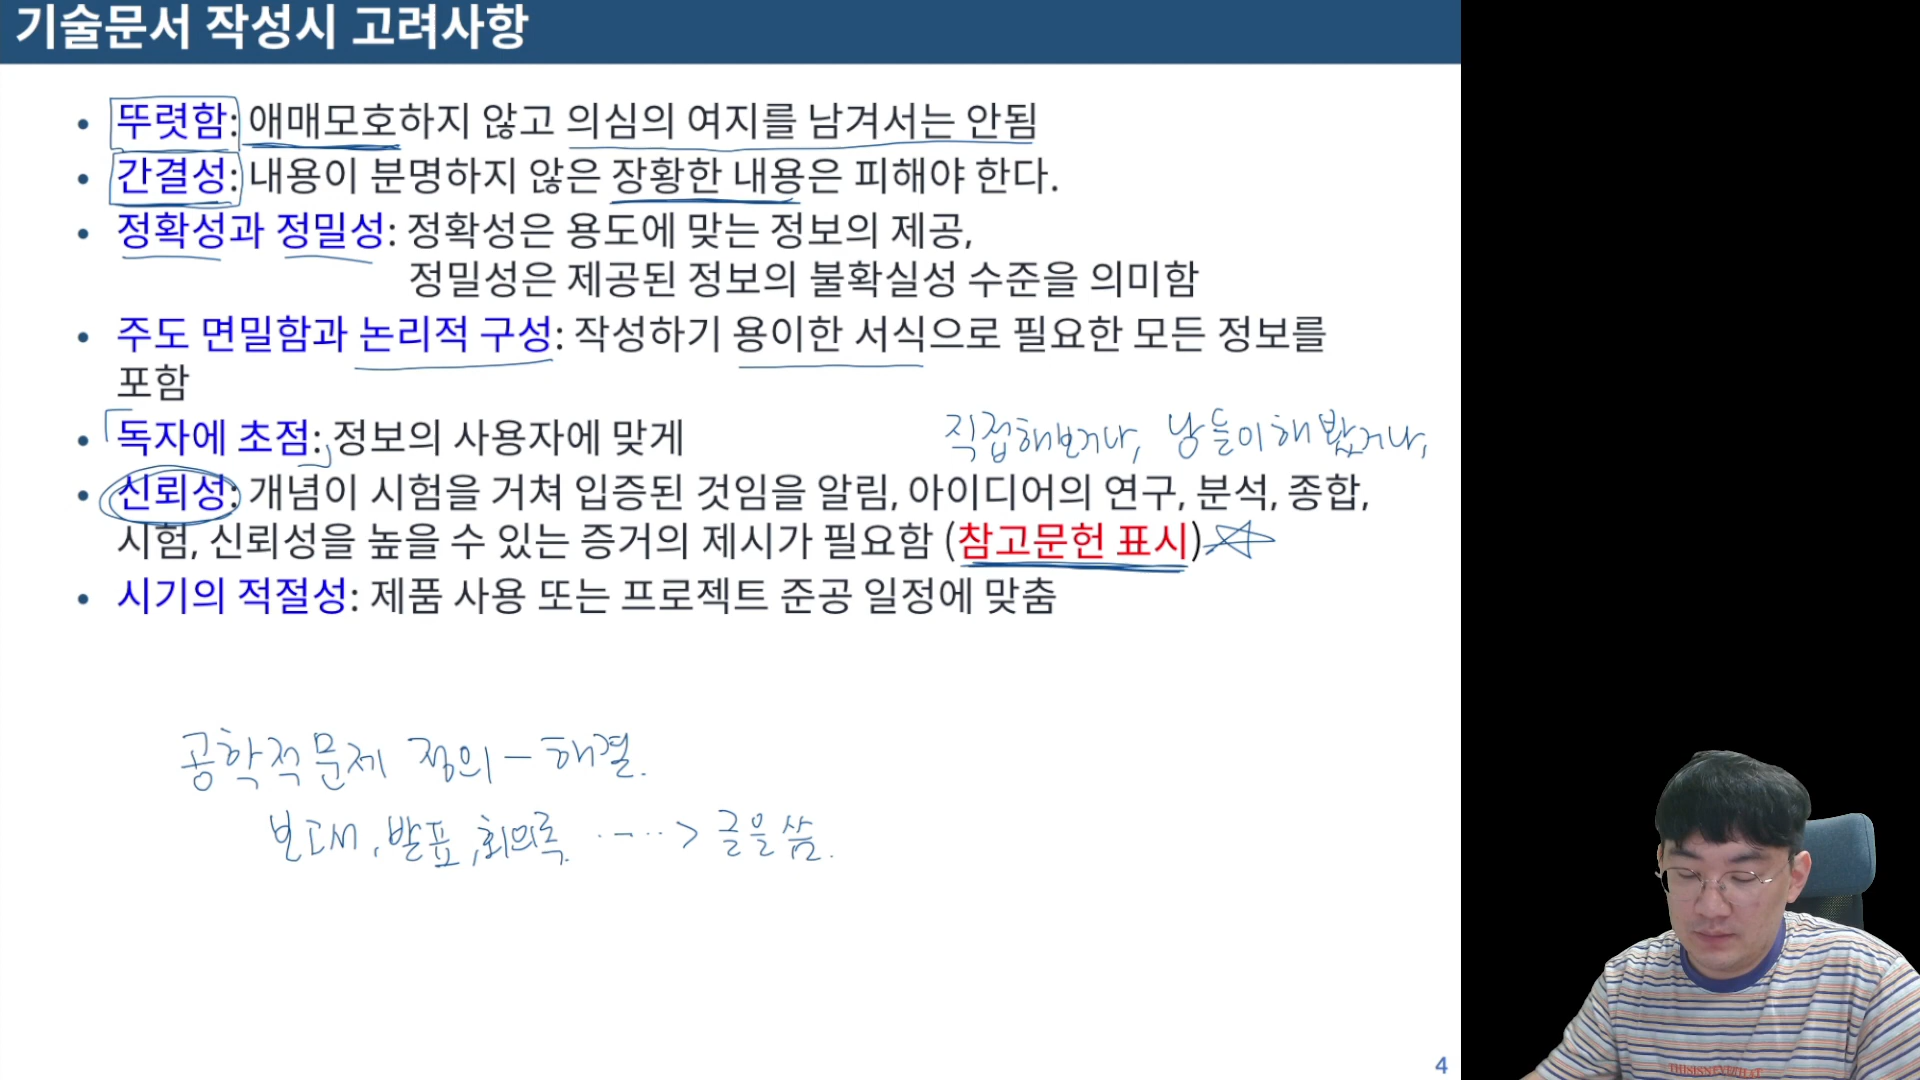 기술문서 작성시 고려사항
• 뚜렷함: 애매모호하지 않고 의심의 여지를 남겨서는 안됨
• 간결성: 내용이 분명하지 않은 장황한 내용은 피해야 한다.
• 정확성과 정밀성: 정확성은 용도에 맞는 정보의 제공,
정밀성은 제공된 정보의 불확실성 수준을 의미함
• 주도 면밀함과 논리적 구성: 작성하기 용이한 서식으로 필요한 모든 정보를
포함
• 「독자에 초점:」 정보의 사용자에 맞게
직접해보거나, 남들이해봤거나,
• 신뢰성: 개념이 시험을 거쳐 입증된 것임을 알림, 아이디어의 연구, 분석, 종합,
시험, 신뢰성을 높을 수 있는 증거의 제시가 필요함 (참고문헌 표시)
• 시기의 적절성: 제품 사용 또는 프로젝트 준공 일정에 맞춤
공학적문제 정의 - 해결.
보고서, 발표, 회의록. ..... > 글을 씀.
4